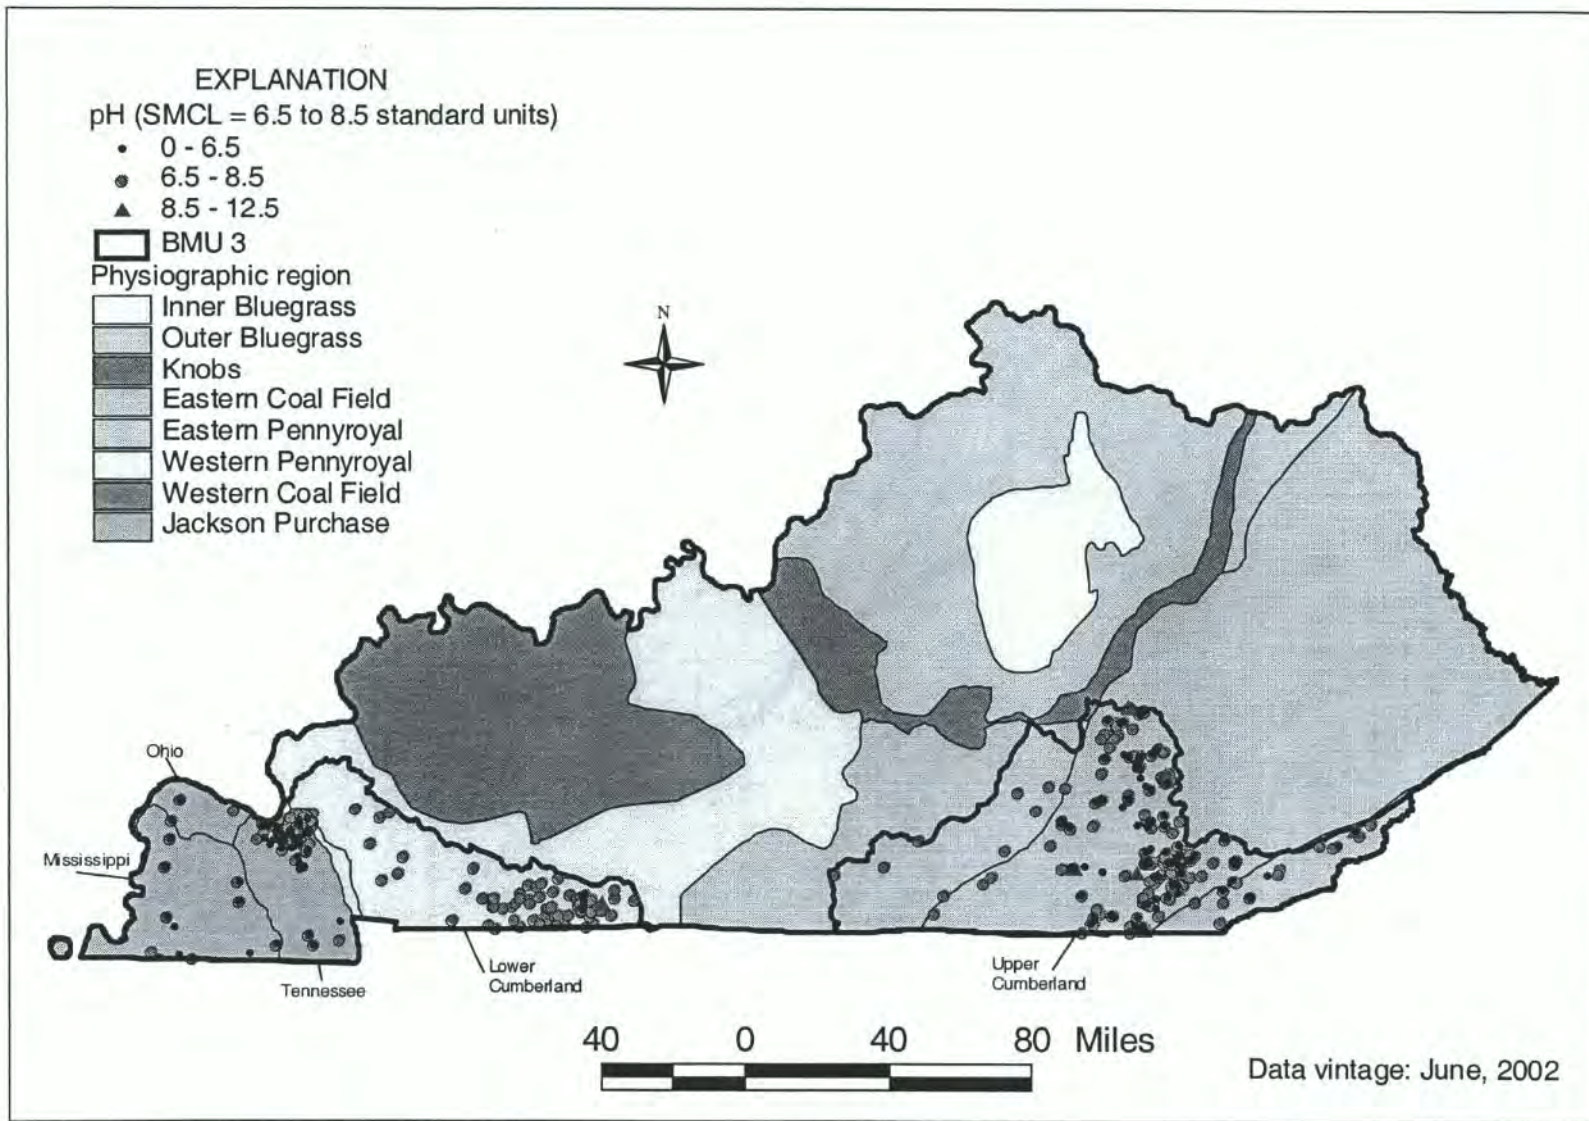 EXPLANATION
pH (SMCL = 6.5 to 8.5 standard units)
0 - 6.5
6.5 - 8.5
8.5 - 12.5
BMU 3
Physiographic region
Inner Bluegrass
Outer Bluegrass
Knobs
Eastern Coal Field
Eastern Pennyroyal
Western Pennyroyal
Western Coal Field
Jackson Purchase
N
Ohio
Mississippi
Tennessee
Lower
Cumberland
Upper
Cumberland
40 0 40 80 Miles
Data vintage: June, 2002